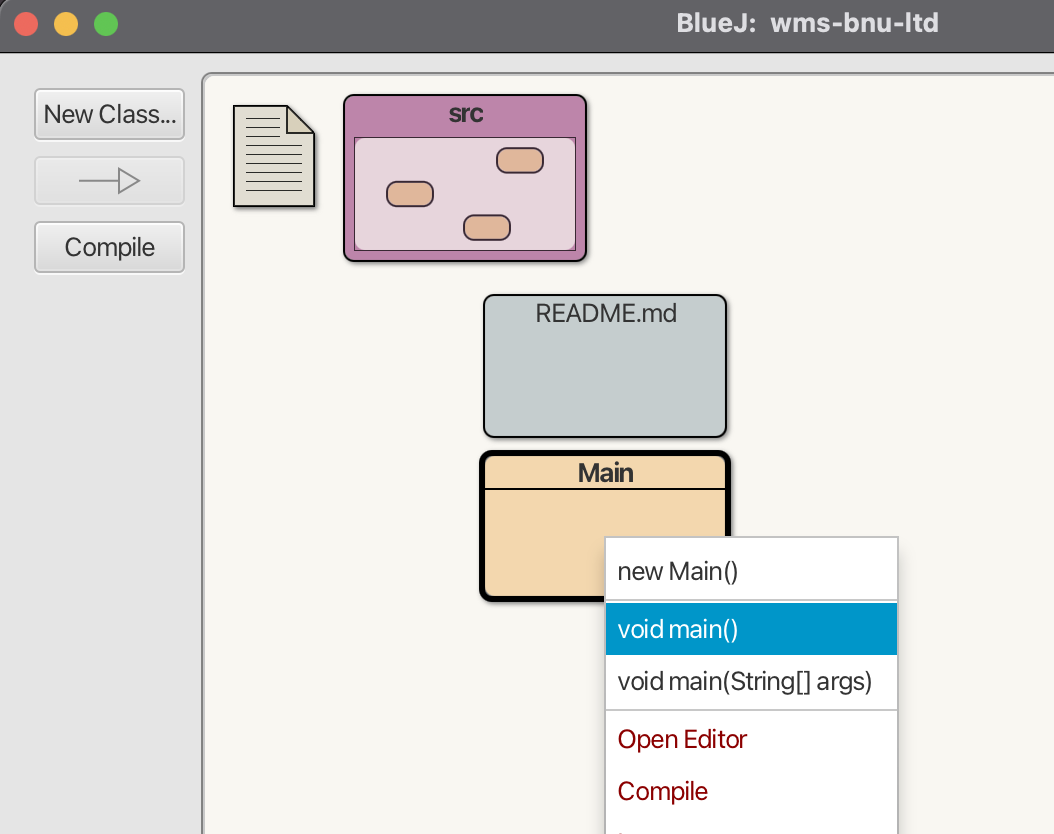 BlueJ: wms-bnu-ltd
New Class...
src
Compile
README.md
Main
new Main()
void main()
void main(String[] args)
Open Editor
Compile